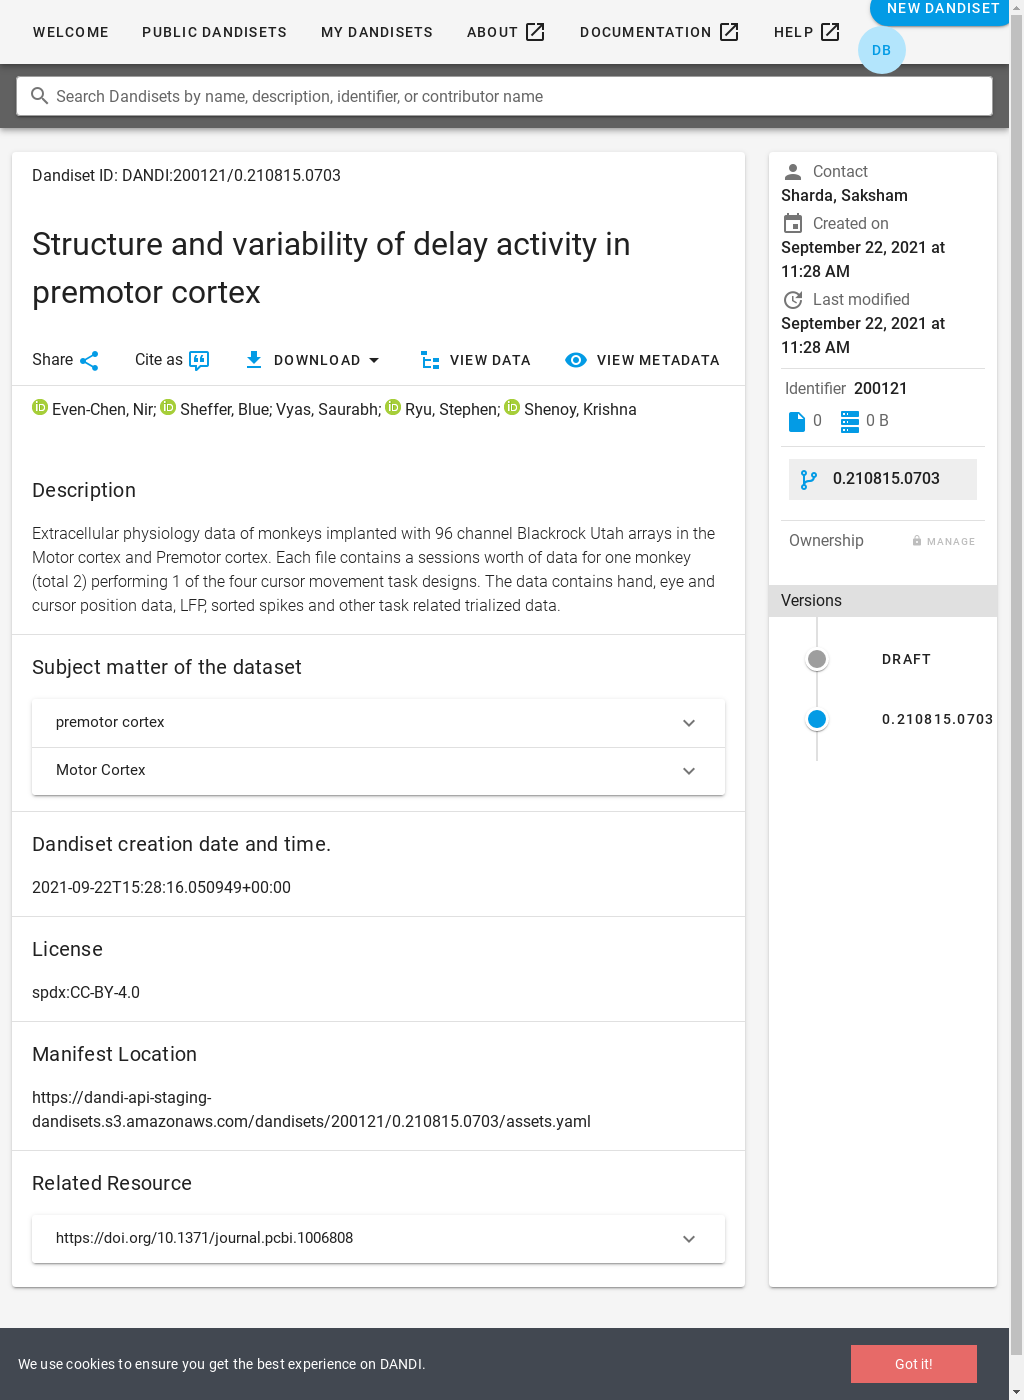 WELCOME PUBLIC DANDISETS MY DANDISETS ABOUT DOCUMENTATION HELP NEW DANDISET
DB
Search Dandisets by name, description, identifier, or contributor name
Dandiset ID: DANDI:200121/0.210815.0703
Structure and variability of delay activity in
premotor cortex
Share Cite as DOWNLOAD VIEW DATA VIEW METADATA
Even-Chen, Nir; Sheffer, Blue; Vyas, Saurabh; Ryu, Stephen; Shenoy, Krishna
Description
Extracellular physiology data of monkeys implanted with 96 channel Blackrock Utah arrays in the
Motor cortex and Premotor cortex. Each file contains a sessions worth of data for one monkey
(total 2) performing 1 of the four cursor movement task designs. The data contains hand, eye and
cursor position data, LFP, sorted spikes and other task related trialized data.
Subject matter of the dataset
premotor cortex
Motor Cortex
Dandiset creation date and time.
2021-09-22T15:28:16.050949+00:00
License
spdx:CC-BY-4.0
Manifest Location
https://dandi-api-staging-
dandisets.s3.amazonaws.com/dandisets/200121/0.210815.0703/assets.yaml
Related Resource
https://doi.org/10.1371/journal.pcbi.1006808
Contact
Sharda, Saksham
Created on
September 22, 2021 at
11:28 AM
Last modified
September 22, 2021 at
11:28 AM
Identifier 200121
0 0 B
0.210815.0703
Ownership MANAGE
Versions
DRAFT
0.210815.0703
We use cookies to ensure you get the best experience on DANDI.
Got it!